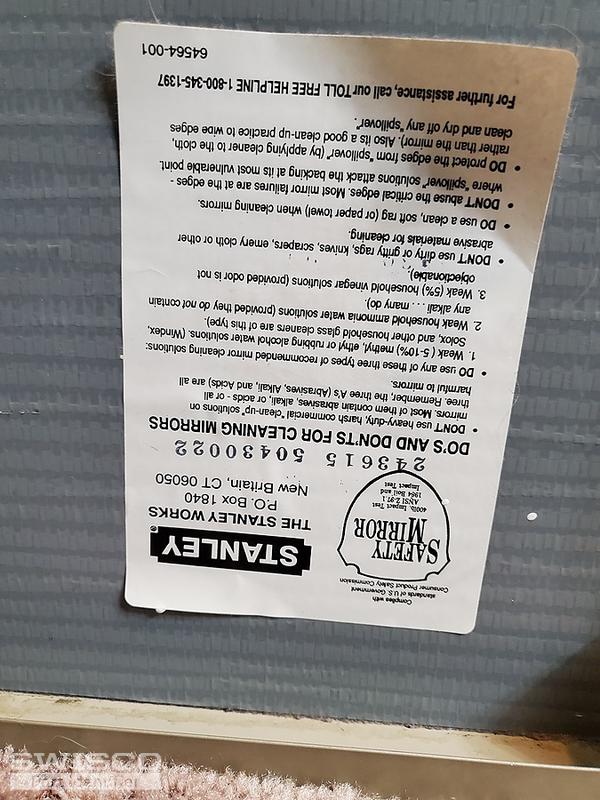 Complies with
standards of U.S. Government
Consumer Product Safety Commission
SAFETY
MIRROR
400lb. Impact Test
ANSI Z-97.1
1984 Boil and
Impact Test
STANLEY®
THE STANLEY WORKS
P.O. Box 1840
New Britain, CT 06050
243615 50430022
DO'S AND DON'TS FOR CLEANING MIRRORS
• DON'T use heavy-duty, harsh commercial "clean-up" solutions on
mirrors. Most of them contain abrasives, alkali, or acids - or all
three. Remember, the three A's (Abrasives, Alkali, and Acids) are all
harmful to mirrors.
• DO use any of these three types of recommended mirror cleaning solutions:
1. Weak (5-10%) methyl, ethyl or rubbing alcohol water solutions. (Windex,
Solox, and other household glass cleaners are of this type).
2. Weak household ammonia water solutions (provided they do not contain
any alkali . . . many do).
3. Weak (5%) household vinegar solutions (provided odor is not
objectionable).
• DON'T use dirty or gritty rags, knives, scrapers, emery cloth or other
abrasive materials for cleaning.
• DO use a clean, soft rag (or paper towel) when cleaning mirrors.
• DON'T abuse the critical edges. Most mirror failures are at the edges -
where "spillover" solutions attack the backing at its most vulnerable point.
• DO protect the edges from "spillover" (by applying cleaner to the cloth,
rather than the mirror). Also its a good clean-up practice to wipe edges
clean and dry off any "spillover".
For further assistance, call our TOLL FREE HELPLINE 1-800-345-1397
64564-001
SWISCO